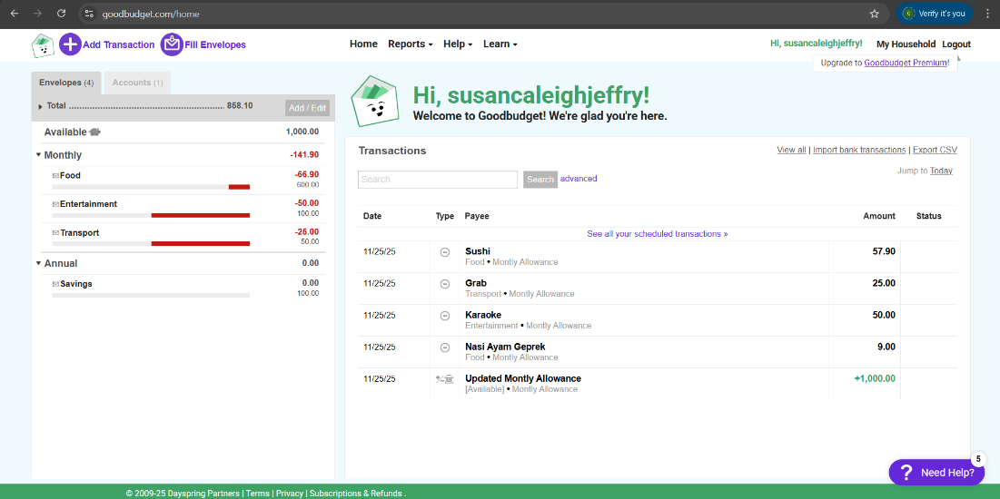 goodbudget.com/home
Verify it's you
Add Transaction
Fill Envelopes
Home
Reports
Help
Learn
Hi, susancaleighjeffry!
My Household
Logout
Upgrade to Goodbudget Premium!
Envelopes (4)
Accounts (1)
Total ........................................................... 858.10
Add / Edit
Available 1,000.00
Monthly -141.90
Food -66.90
600.00
Entertainment -50.00
100.00
Transport -25.00
50.00
Annual 0.00
Savings 0.00
100.00
Hi, susancaleighjeffry!
Welcome to Goodbudget! We're glad you're here.
Transactions
View all | Import bank transactions | Export CSV
Jump to Today
Search
Search
advanced
Date Type Payee Amount Status
See all your scheduled transactions »
11/25/25 Sushi 57.90
Food • Montly Allowance
11/25/25 Grab 25.00
Transport • Montly Allowance
11/25/25 Karaoke 50.00
Entertainment • Montly Allowance
11/25/25 Nasi Ayam Geprek 9.00
Food • Montly Allowance
11/25/25 Updated Montly Allowance +1,000.00
[Available] • Montly Allowance
5
? Need Help?
© 2009-25 Dayspring Partners | Terms | Privacy | Subscriptions & Refunds .